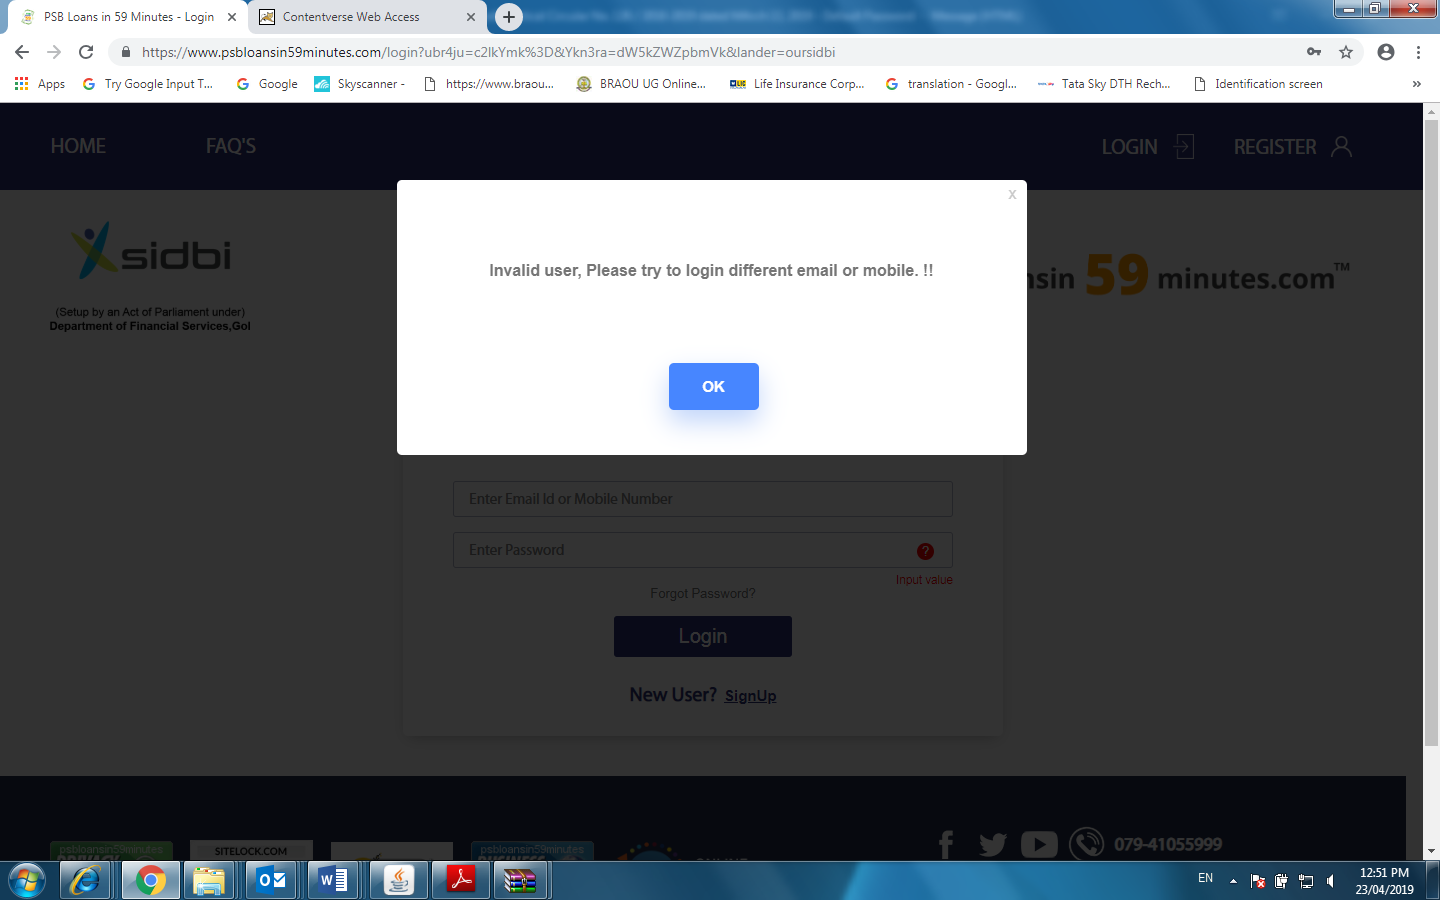 PSB Loans in 59 Minutes - Login
Contentverse Web Access
https://www.psbloansin59minutes.com/login?ubr4ju=c2lkYmk%3D&Ykn3ra=dW5kZWZpbmVk&lander=oursidbi
Apps
Try Google Input T...
Google
Skyscanner -
https://www.braou...
BRAOU UG Online...
Life Insurance Corp...
translation - Googl...
Tata Sky DTH Rech...
Identification screen
»
HOME
FAQ'S
LOGIN
REGISTER
x
sidbi
(Setup by an Act of Parliament under)
Department of Financial Services,GoI
nsin 59 minutes.com™
Invalid user, Please try to login different email or mobile. !!
OK
Enter Email Id or Mobile Number
Enter Password
?
Input value
Forgot Password?
Login
New User? SignUp
psbloansin59minutes
SITELOCK.COM
psbloansin59minutes
079-41055999
EN
12:51 PM
23/04/2019